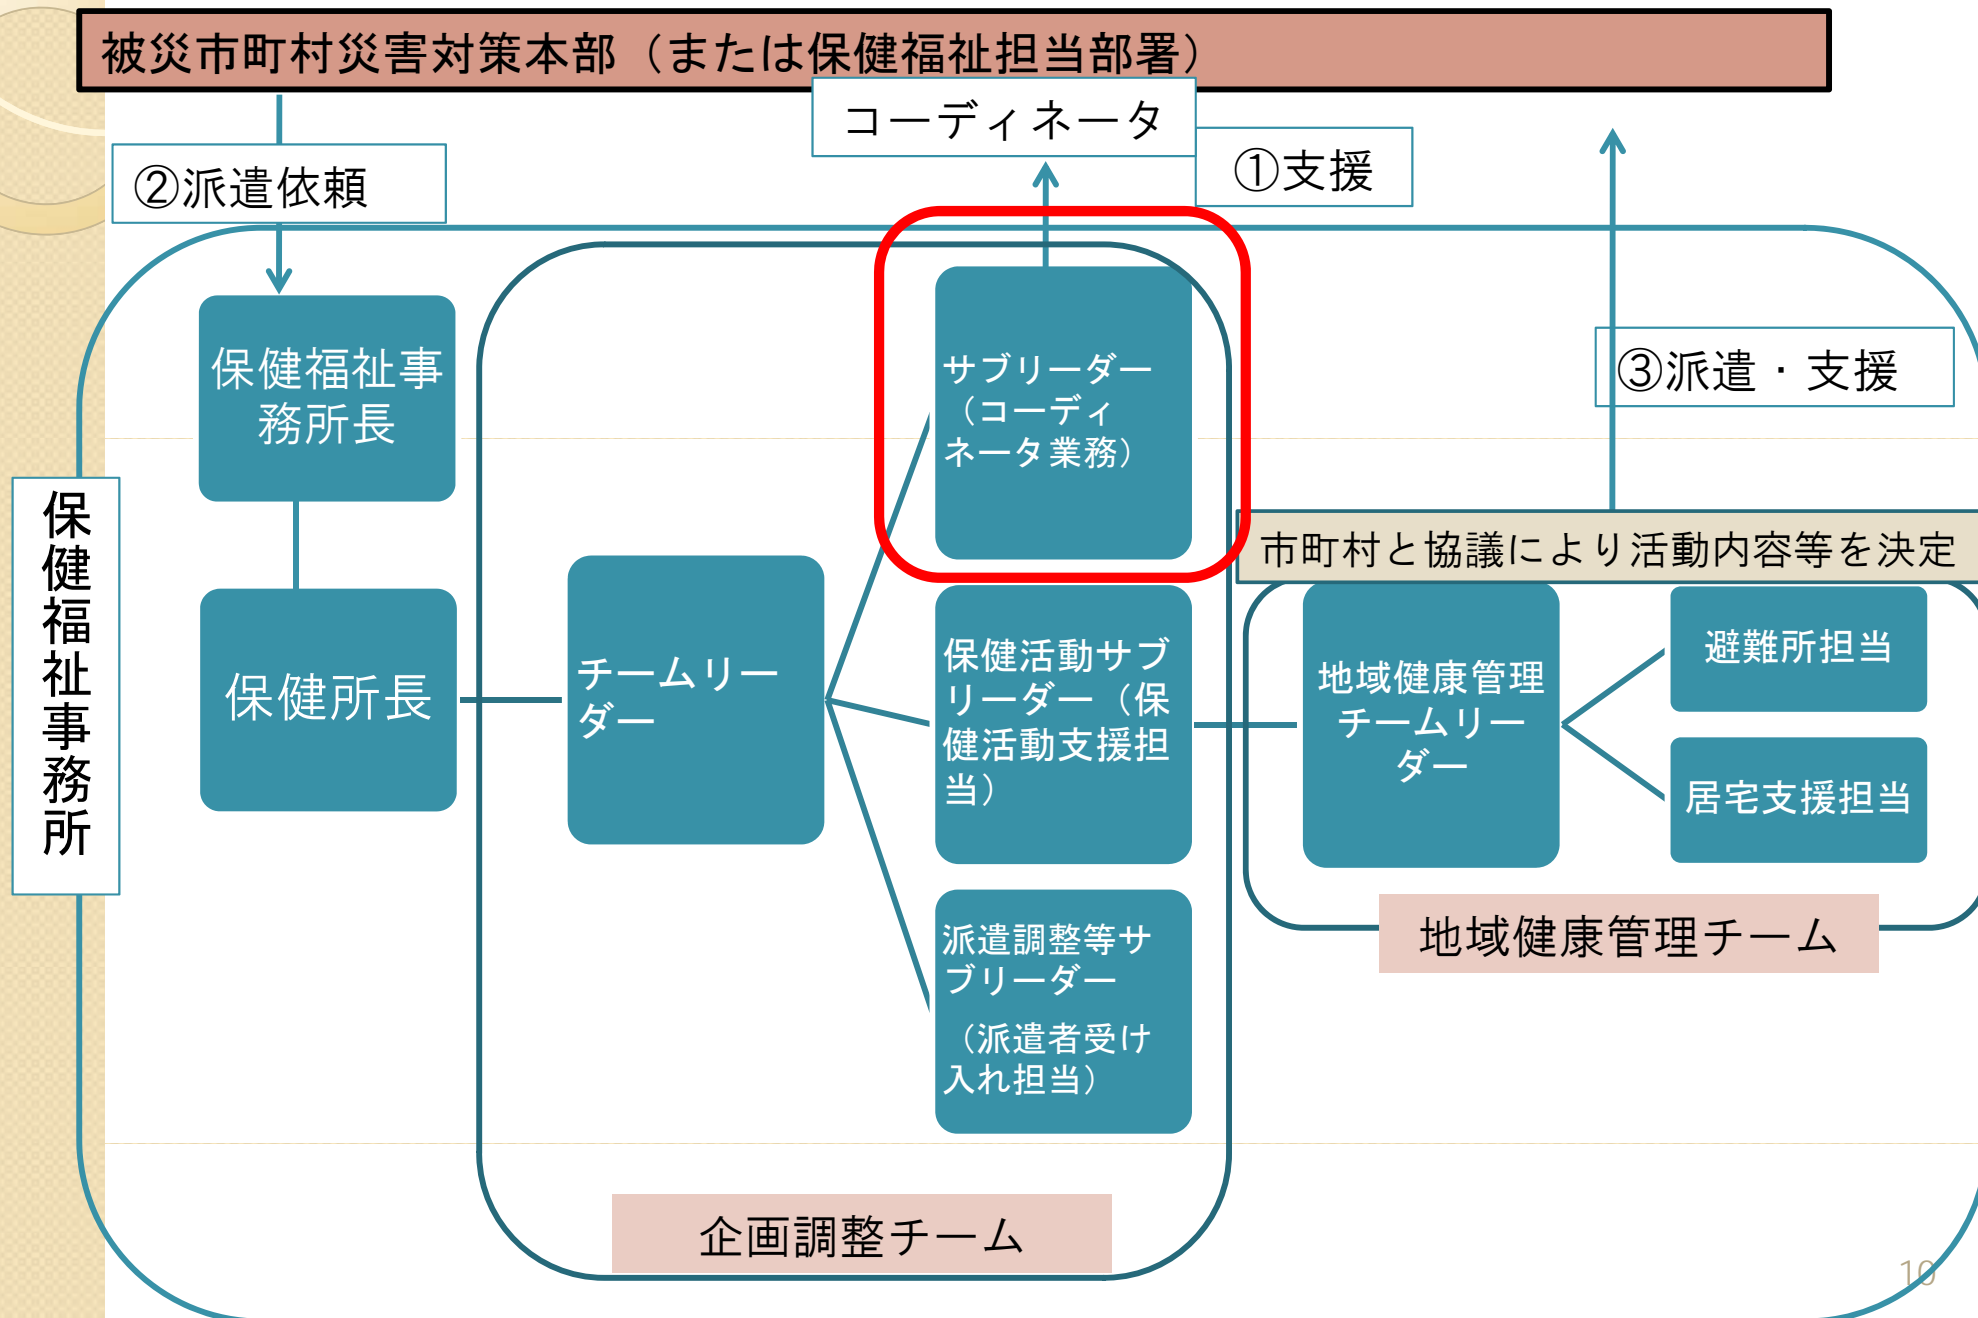 被災市町村災害対策本部（または保健福祉担当部署）
コーディネータ
①支援
②派遣依頼
保健福祉事
務所長
サブリーダー
（コーディ
ネータ業務）
③派遣・支援
保健福祉事務所
市町村と協議により活動内容等を決定
保健所長
チームリー
ダー
保健活動サブ
リーダー（保
健活動支援担
当）
地域健康管理
チームリー
ダー
避難所担当
居宅支援担当
派遣調整等サ
ブリーダー
（派遣者受け
入れ担当）
地域健康管理チーム
企画調整チーム
10